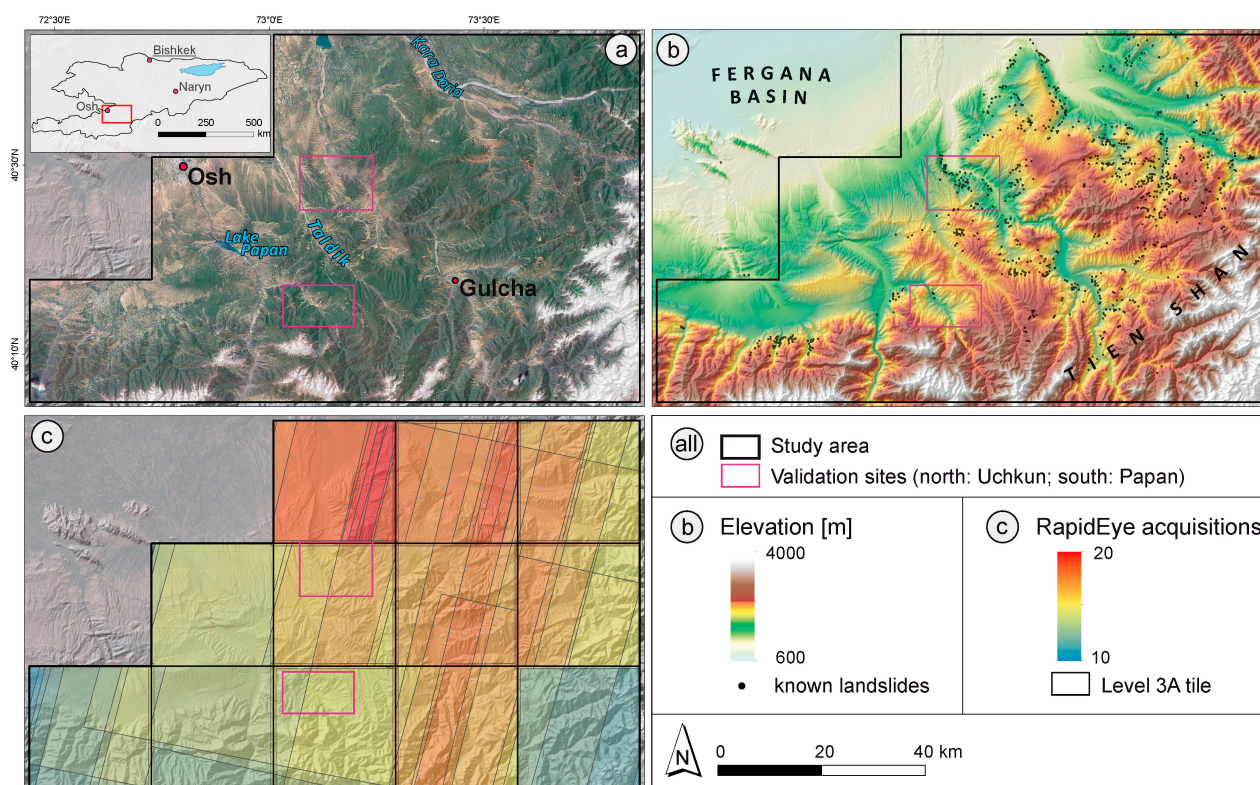 72°30'E
73°0'E
73°30'E
40°30'N
40°10'N
a
Bishkek
Naryn
Osh
0
250
500
km
Kara Daria
Osh
Lake
Papan
Taldik
Gulcha
b
FERGANA
BASIN
TIEN SHAN
c
all
Study area
Validation sites (north: Uchkun; south: Papan)
b
Elevation [m]
4000
600
known landslides
c
RapidEye acquisitions
20
10
Level 3A tile
N
0
20
40 km